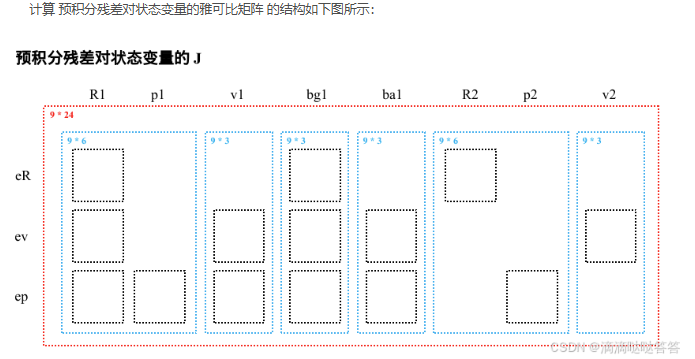 计算 预积分残差对状态变量的雅可比矩阵 的结构如下图所示：
预积分残差对状态变量的 J
R1 p1 v1 bg1 ba1 R2 p2 v2
9 * 24
9 * 6 9 * 3 9 * 3 9 * 3 9 * 6 9 * 3
eR
ev
ep
CSDN @滴滴哒哒答答